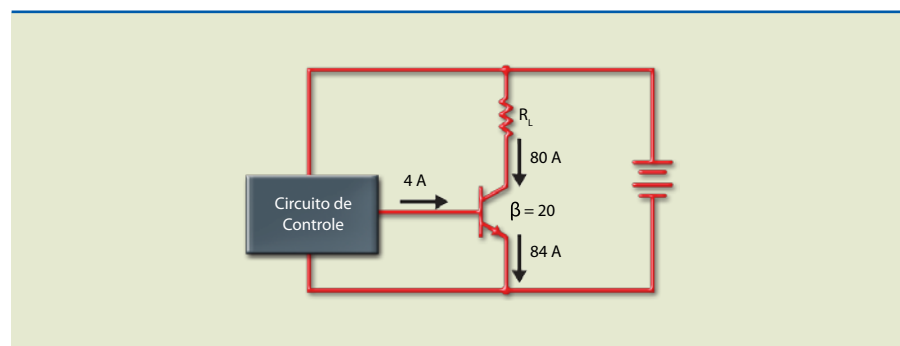 R_L
80 A
4 A
Circuito de
Controle
β = 20
84 A